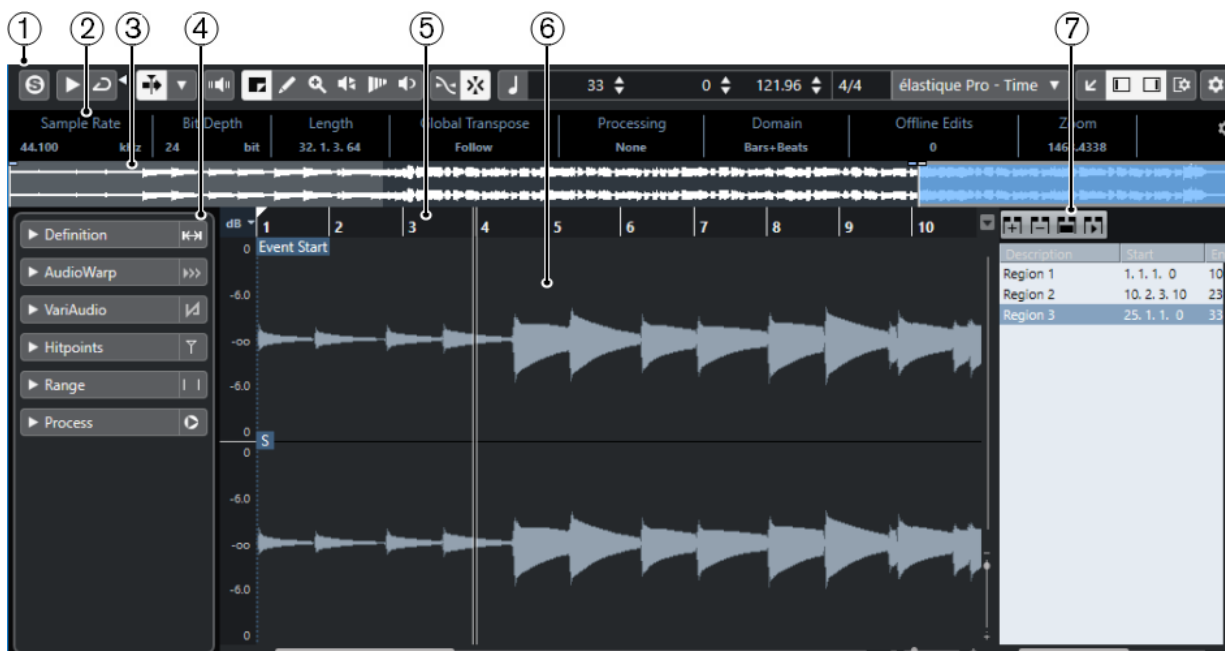 1 2 3 4 5 6 7
33 0 121.96 4/4 élastique Pro - Time
Sample Rate Bit Depth Length Global Transpose Processing Domain Offline Edits Zoom
44.100 kHz 24 bit 32. 1. 3. 64 Follow None Bars+Beats 0
dB 1 2 3 4 5 6 7 8 9 10
Definition
AudioWarp
VariAudio
Hitpoints
Range
Process
0 Event Start
-6.0
-oo
-6.0
0
S
0
-6.0
-oo
-6.0
0
Description Start
Region 1 1. 1. 1. 0 10
Region 2 10. 2. 3. 10 23
Region 3 25. 1. 1. 0 33